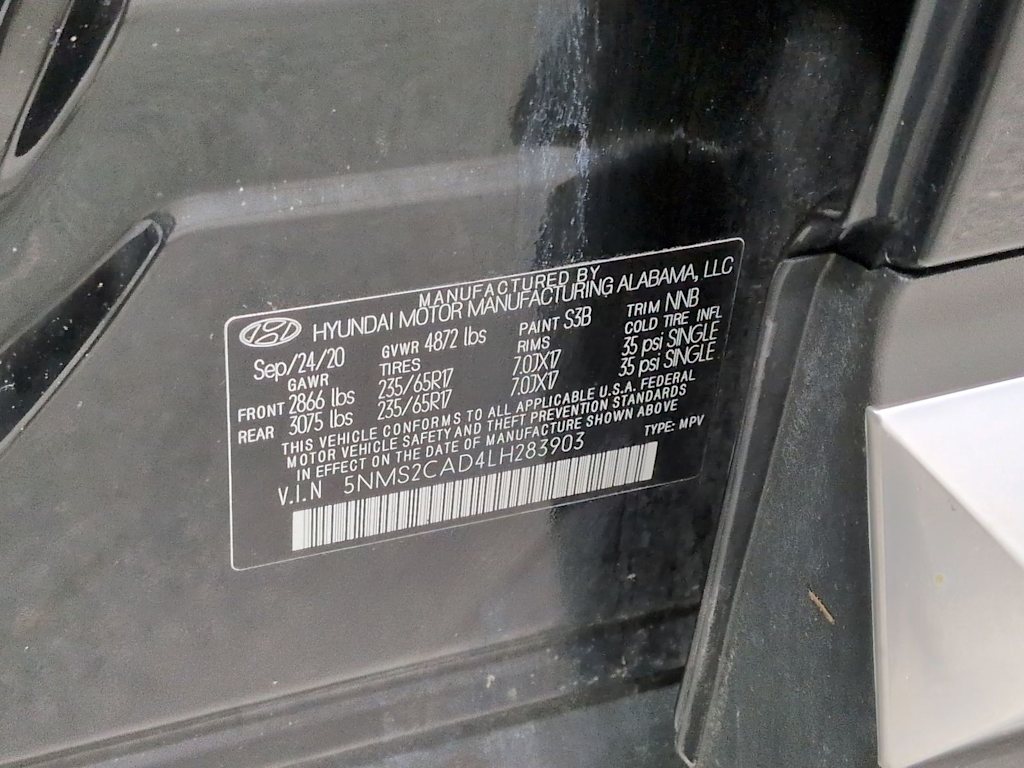 MANUFACTURED BY
HYUNDAI MOTOR MANUFACTURING ALABAMA, LLC
Sep/24/20 GVWR 4872 lbs PAINT S3B TRIM NNB
GAWR TIRES RIMS COLD TIRE INFL
FRONT 2866 lbs 235/65R17 7.0JX17 35 psi SINGLE
REAR 3075 lbs 235/65R17 7.0JX17 35 psi SINGLE
THIS VEHICLE CONFORMS TO ALL APPLICABLE U.S.A. FEDERAL
MOTOR VEHICLE SAFETY AND THEFT PREVENTION STANDARDS
IN EFFECT ON THE DATE OF MANUFACTURE SHOWN ABOVE
V.I.N 5NMS2CAD4LH283903 TYPE: MPV